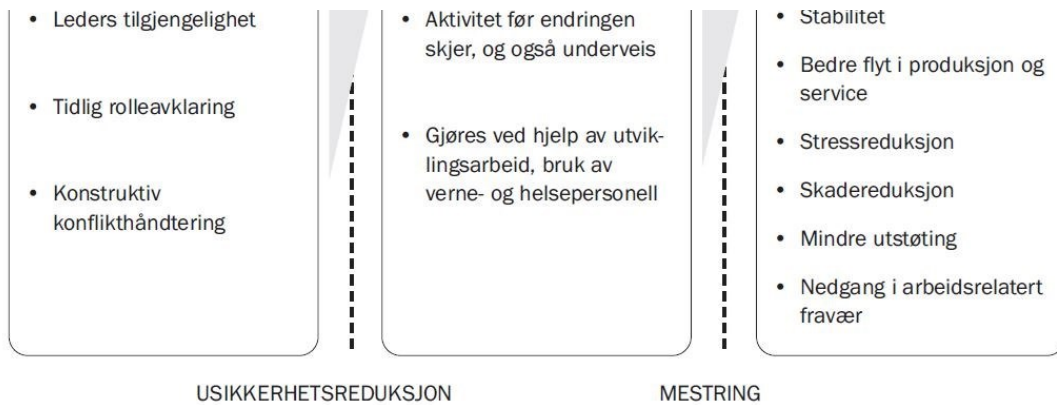 • Leders tilgjengelighet
• Tidlig rolleavklaring
• Konstruktiv
konflikthåndtering
• Aktivitet før endringen
skjer, og også underveis
• Gjøres ved hjelp av utvik-
lingsarbeid, bruk av
verne- og helsepersonell
• Stabilitet
• Bedre flyt i produksjon og
service
• Stressreduksjon
• Skadereduksjon
• Mindre utstøting
• Nedgang i arbeidsrelatert
fravær
USIKKERHETSREDUKSJON
MESTRING